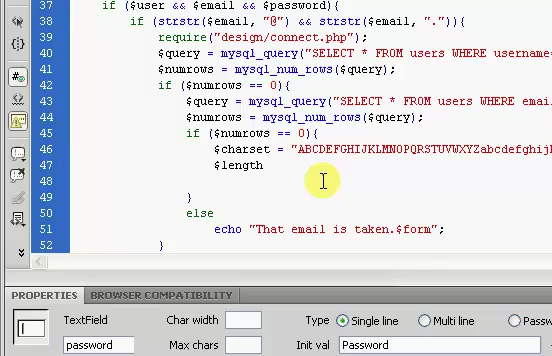 37 if ($user && $email && $password){
38 if (strstr($email, "@") && strstr($email, ".")){
39 require("design/connect.php");
40 $query = mysql_query("SELECT * FROM users WHERE username=
41 $numrows = mysql_num_rows($query);
42 if ($numrows == 0){
43 $query = mysql_query("SELECT * FROM users WHERE emai
44 $numrows = mysql_num_rows($query);
45 if ($numrows == 0){
46 $charset = "ABCDEFGHIJKLMNOPQRSTUVWXYZabcdefghij
47 $length
48
49 }
50 else
51 echo "That email is taken.$form";
52 }
PROPERTIES BROWSER COMPATIBILITY
TextField Char width Type Single line Multi line Passw
password Max chars Init val Password